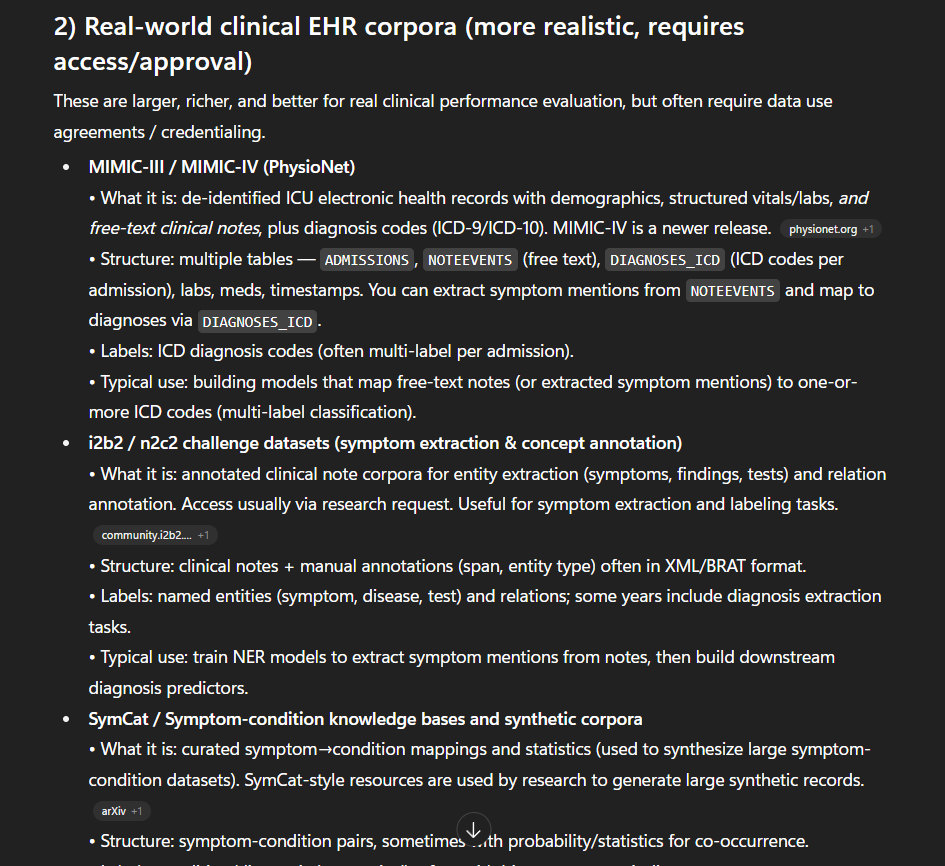 2) Real-world clinical EHR corpora (more realistic, requires
access/approval)
These are larger, richer, and better for real clinical performance evaluation, but often require data use
agreements / credentialing.
• MIMIC-III / MIMIC-IV (PhysioNet)
• What it is: de-identified ICU electronic health records with demographics, structured vitals/labs, and
free-text clinical notes, plus diagnosis codes (ICD-9/ICD-10). MIMIC-IV is a newer release. physionet.org +1
• Structure: multiple tables — ADMISSIONS, NOTEEVENTS (free text), DIAGNOSES_ICD (ICD codes per
admission), labs, meds, timestamps. You can extract symptom mentions from NOTEEVENTS and map to
diagnoses via DIAGNOSES_ICD.
• Labels: ICD diagnosis codes (often multi-label per admission).
• Typical use: building models that map free-text notes (or extracted symptom mentions) to one-or-
more ICD codes (multi-label classification).
• i2b2 / n2c2 challenge datasets (symptom extraction & concept annotation)
• What it is: annotated clinical note corpora for entity extraction (symptoms, findings, tests) and relation
annotation. Access usually via research request. Useful for symptom extraction and labeling tasks.
community.i2b2.... +1
• Structure: clinical notes + manual annotations (span, entity type) often in XML/BRAT format.
• Labels: named entities (symptom, disease, test) and relations; some years include diagnosis extraction
tasks.
• Typical use: train NER models to extract symptom mentions from notes, then build downstream
diagnosis predictors.
• SymCat / Symptom-condition knowledge bases and synthetic corpora
• What it is: curated symptom→condition mappings and statistics (used to synthesize large symptom-
condition datasets). SymCat-style resources are used by research to generate large synthetic records.
arXiv +1
• Structure: symptom-condition pairs, sometimes with probability/statistics for co-occurrence.